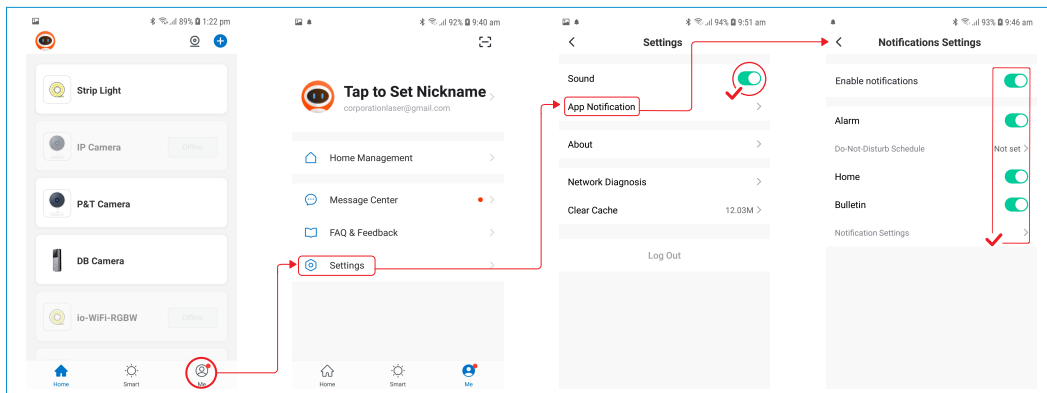 89% 1:22 pm
Strip Light
IP Camera
Offline
P&T Camera
DB Camera
io-WiFi-RGBW
Offline
Home
Smart
Me
92% 9:40 am
Tap to Set Nickname
corporationlaser@gmail.com
Home Management
Message Center
FAQ & Feedback
Settings
Home
Smart
Me
94% 9:51 am
Settings
Sound
App Notification
About
Network Diagnosis
Clear Cache
12.03M
Log Out
93% 9:46 am
Notifications Settings
Enable notifications
Alarm
Do-Not-Disturb Schedule
Not set
Home
Bulletin
Notification Settings